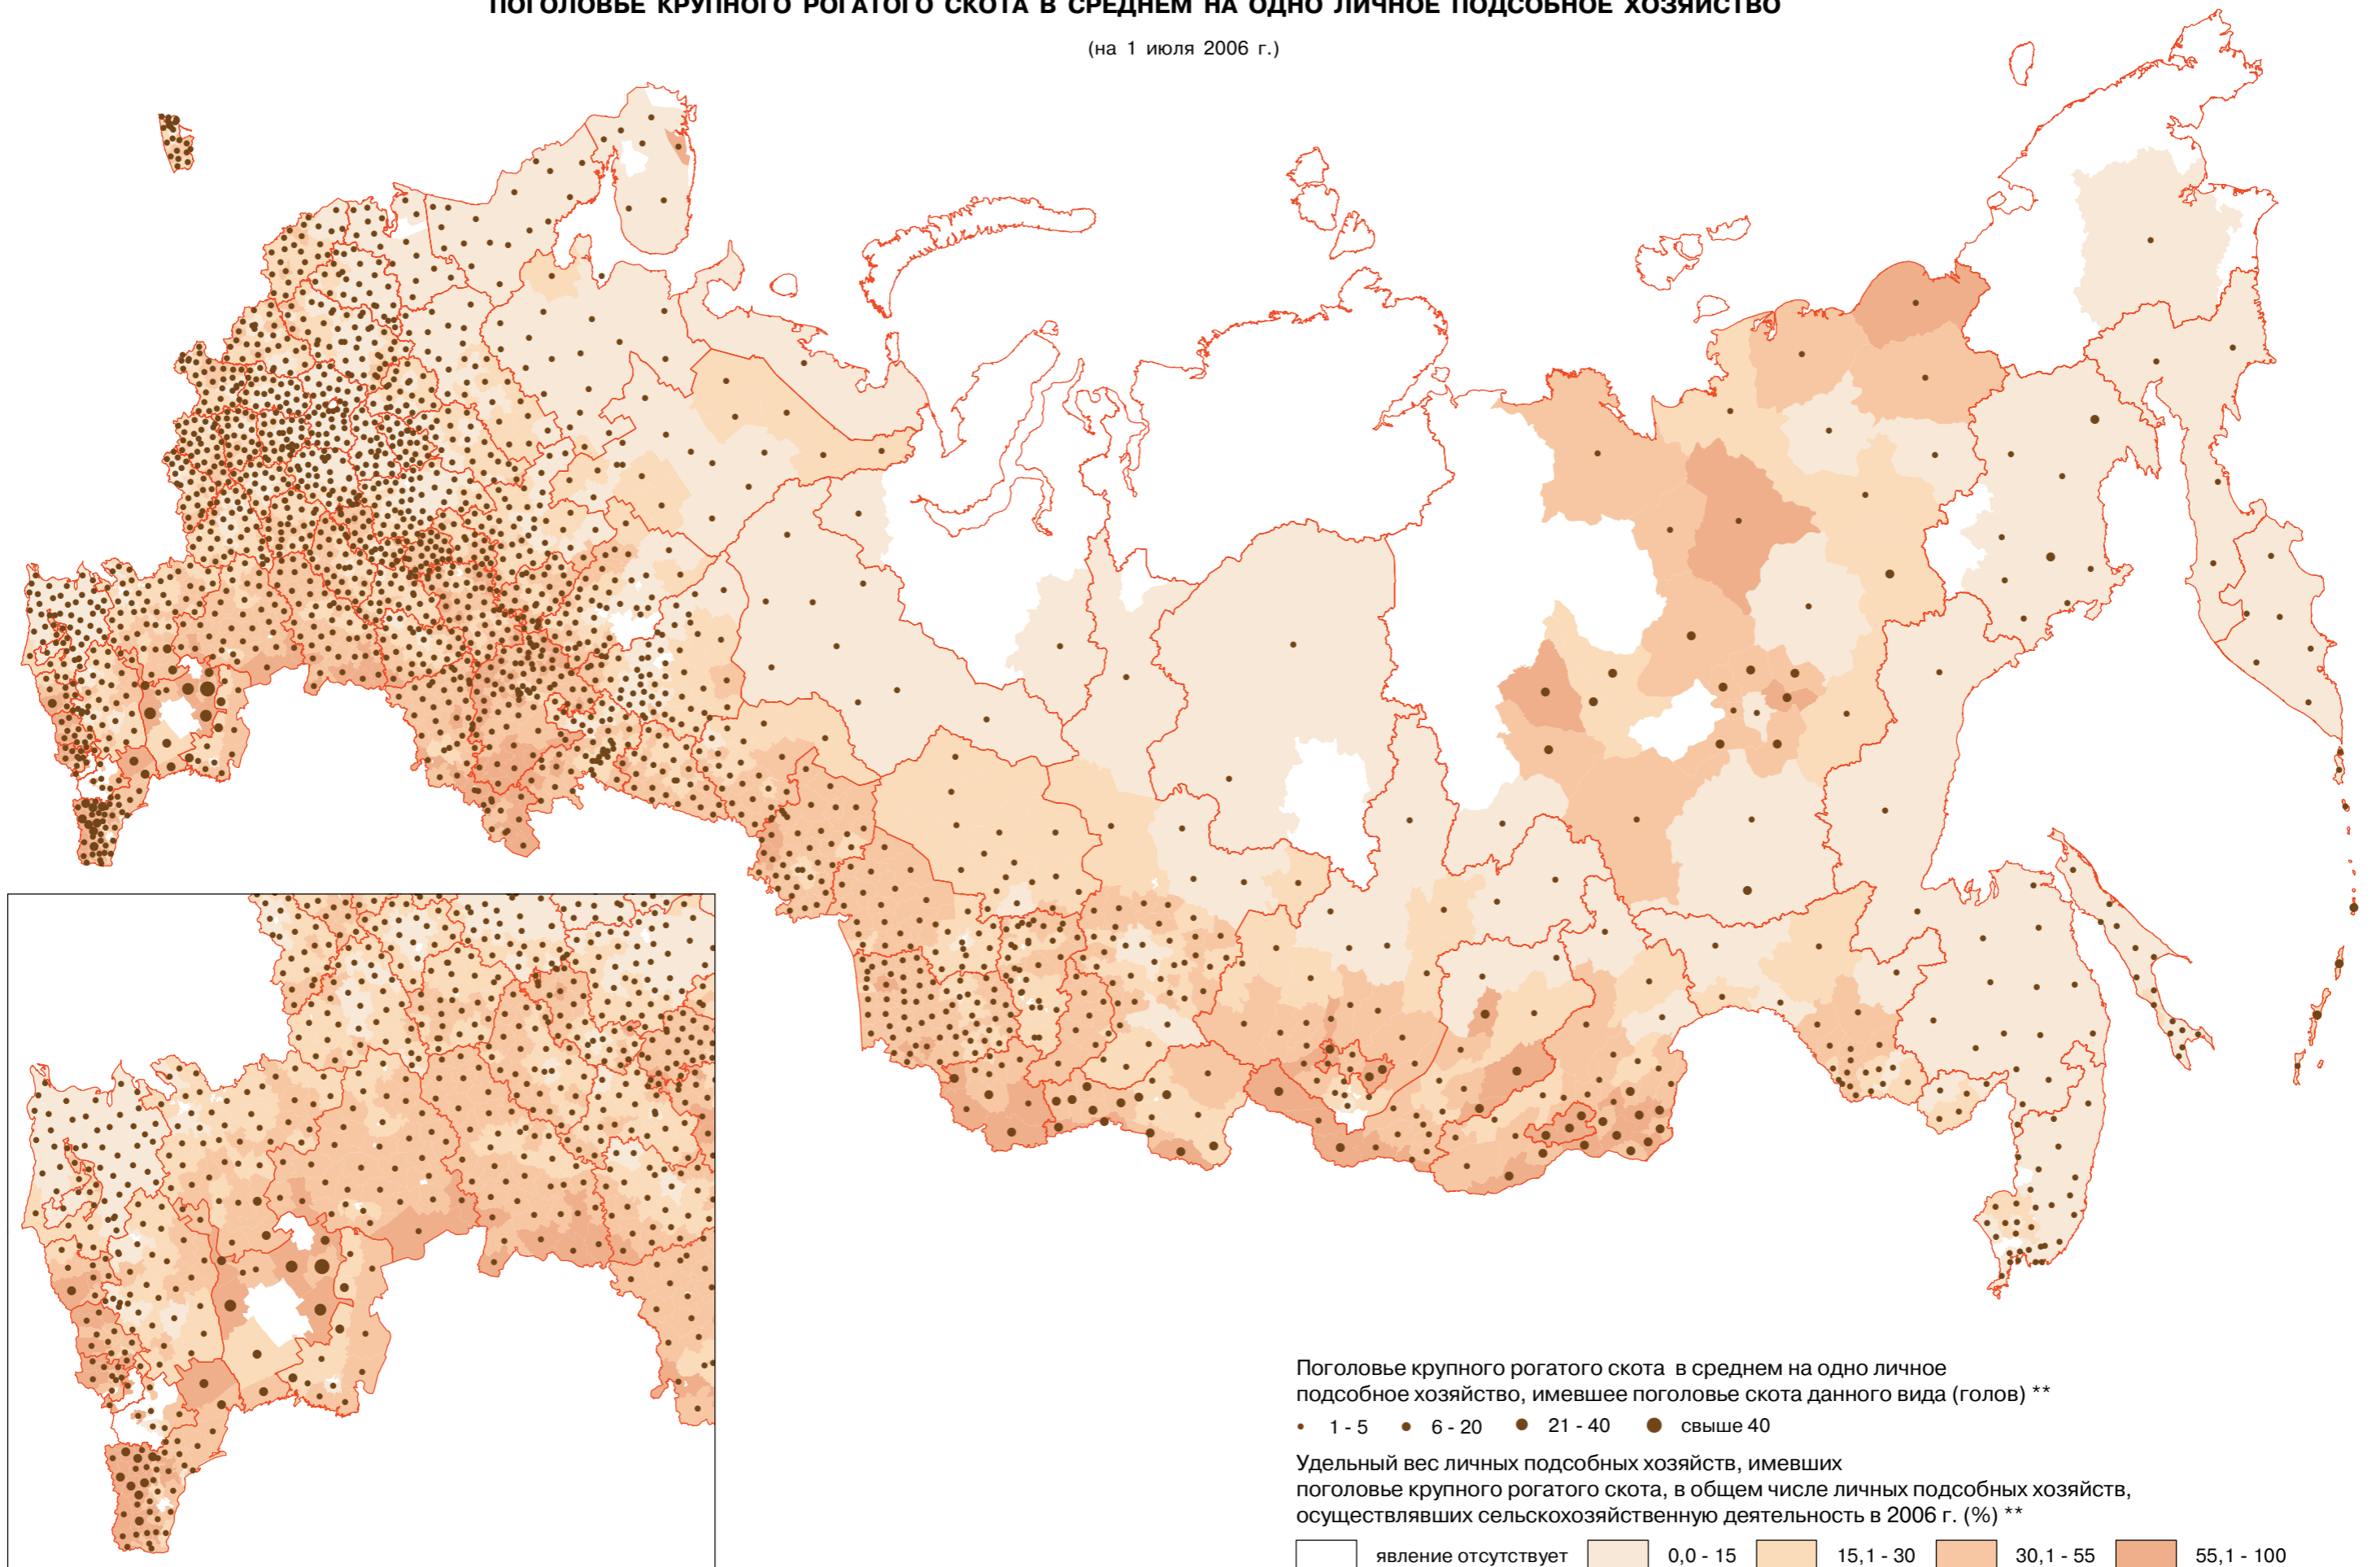 ПОГОЛОВЬЕ КРУПНОГО РОГАТОГО СКОТА В СРЕДНЕМ НА ОДНО ЛИЧНОЕ ПОДСОБНОЕ ХОЗЯЙСТВО
(на 1 июля 2006 г.)
Поголовье крупного рогатого скота в среднем на одно личное
подсобное хозяйство, имевшее поголовье скота данного вида (голов) **
1 - 5 6 - 20 21 - 40 свыше 40
Удельный вес личных подсобных хозяйств, имевших
поголовье крупного рогатого скота, в общем числе личных подсобных хозяйств,
осуществлявших сельскохозяйственную деятельность в 2006 г. (%) **
явление отсутствует 0,0 - 15 15,1 - 30 30,1 - 55 55,1 - 100